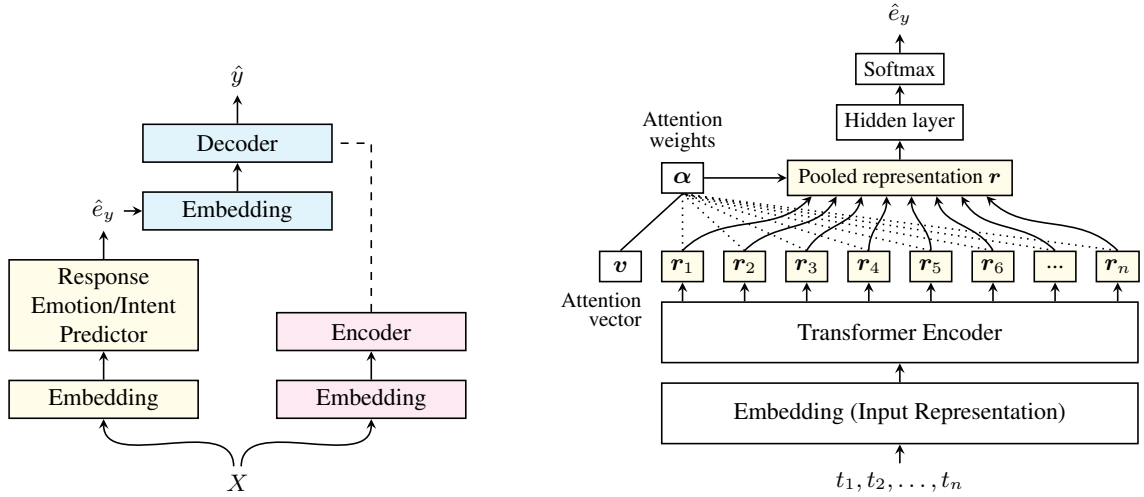 ŷ
Decoder
Embedding
ê_y
Response
Emotion/Intent
Predictor
Embedding
Encoder
Embedding
X
ê_y
Softmax
Hidden layer
Attention
weights
α
Pooled representation r
v
r_1 r_2 r_3 r_4 r_5 r_6 ... r_n
Attention
vector
Transformer Encoder
Embedding (Input Representation)
t_1, t_2, . . . , t_n